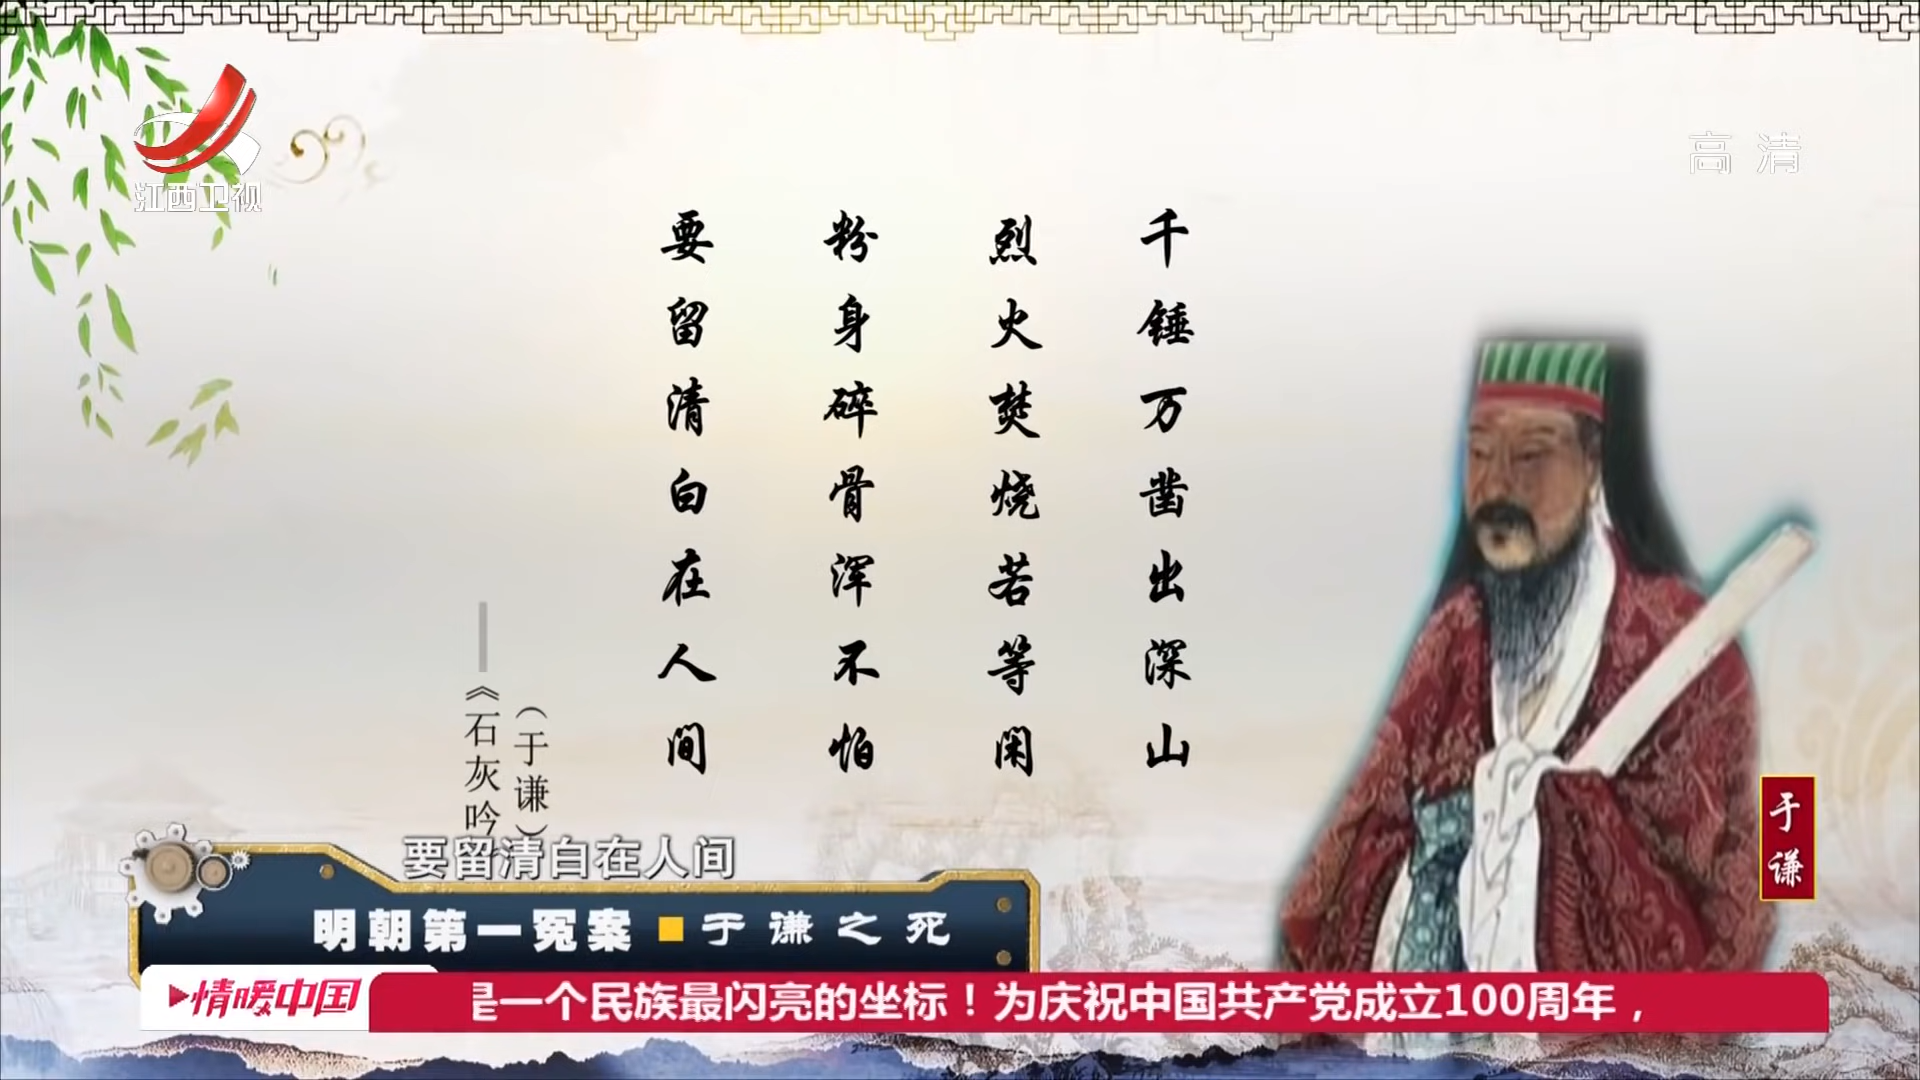 江西卫视
高清
千锤万凿出深山
烈火焚烧若等闲
粉身碎骨浑不怕
要留清白在人间
(于谦)
——《石灰吟
于谦
要留清白在人间
明朝第一冤案 于谦之死
情暖中国
是一个民族最闪亮的坐标！为庆祝中国共产党成立100周年，